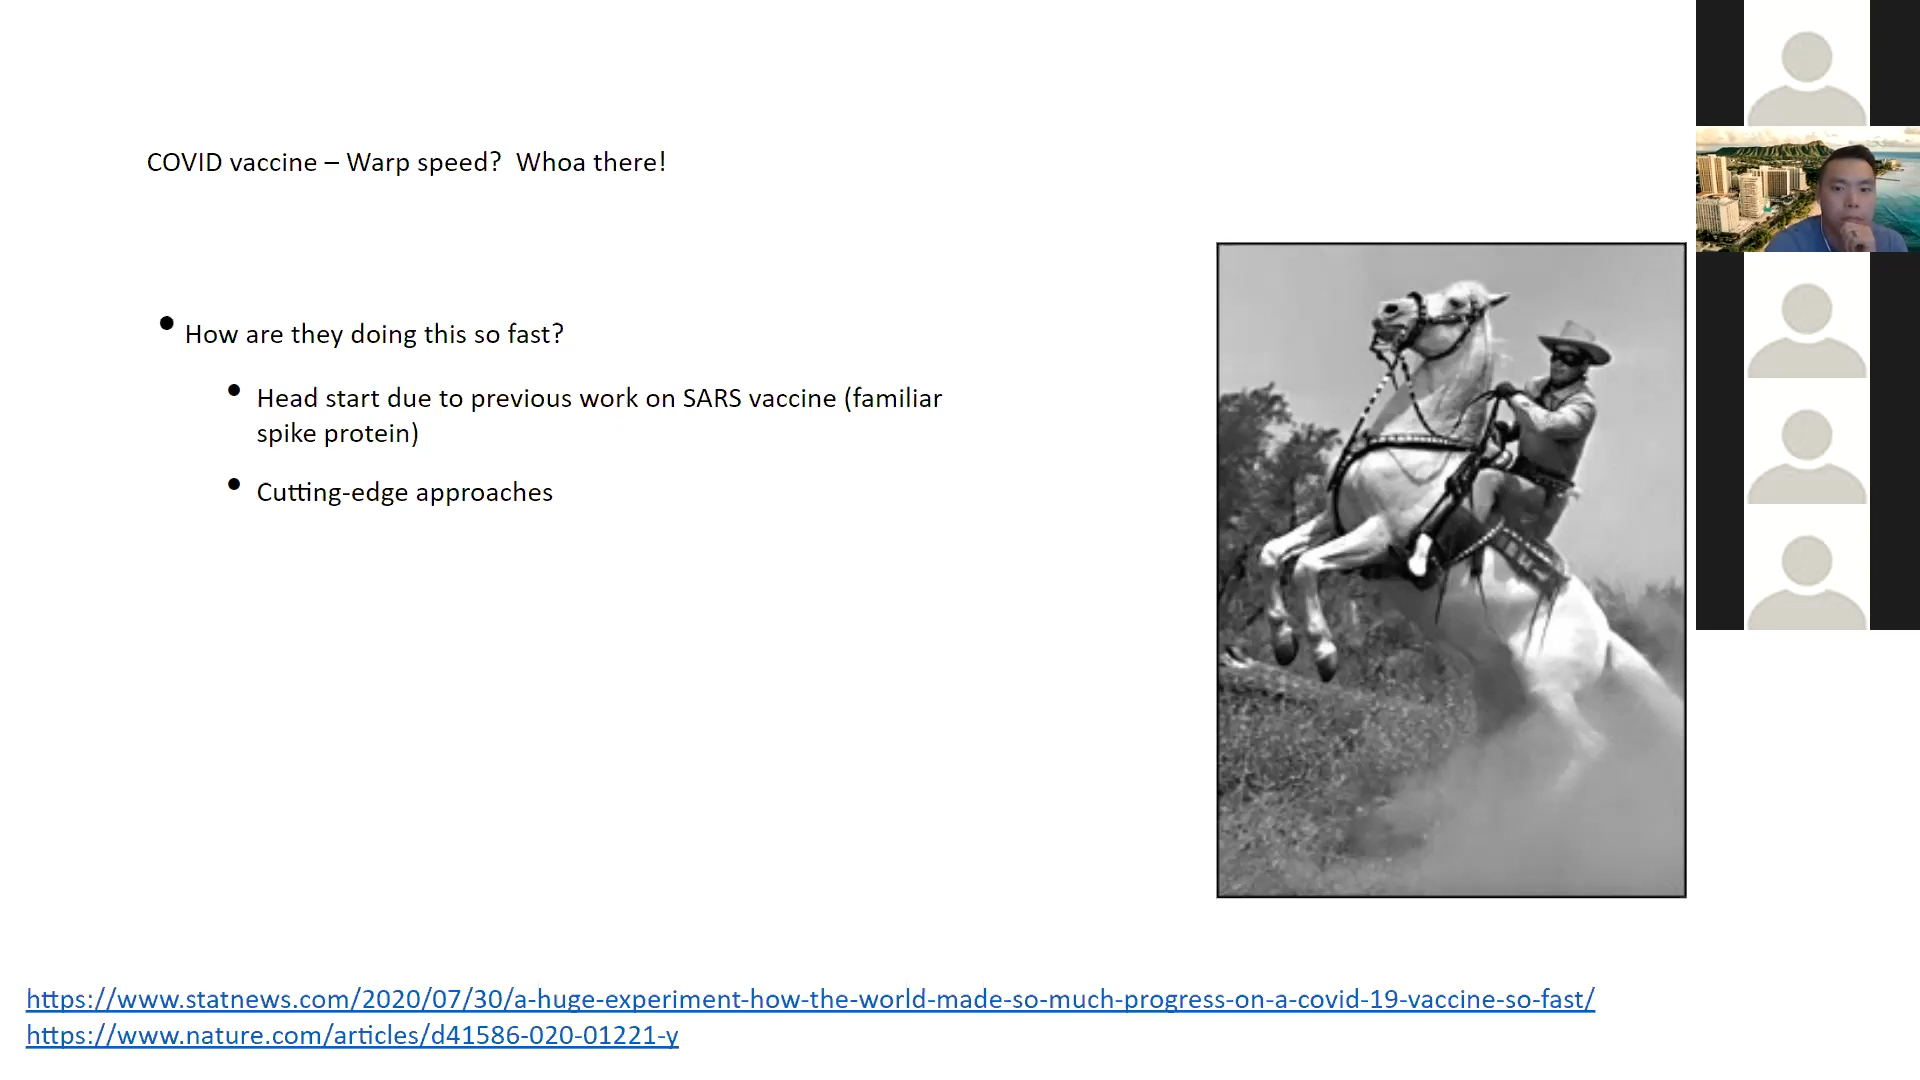 COVID vaccine – Warp speed?  Whoa there!
• How are they doing this so fast?
• Head start due to previous work on SARS vaccine (familiar
spike protein)
• Cutting-edge approaches
https://www.statnews.com/2020/07/30/a-huge-experiment-how-the-world-made-so-much-progress-on-a-covid-19-vaccine-so-fast/
https://www.nature.com/articles/d41586-020-01221-y